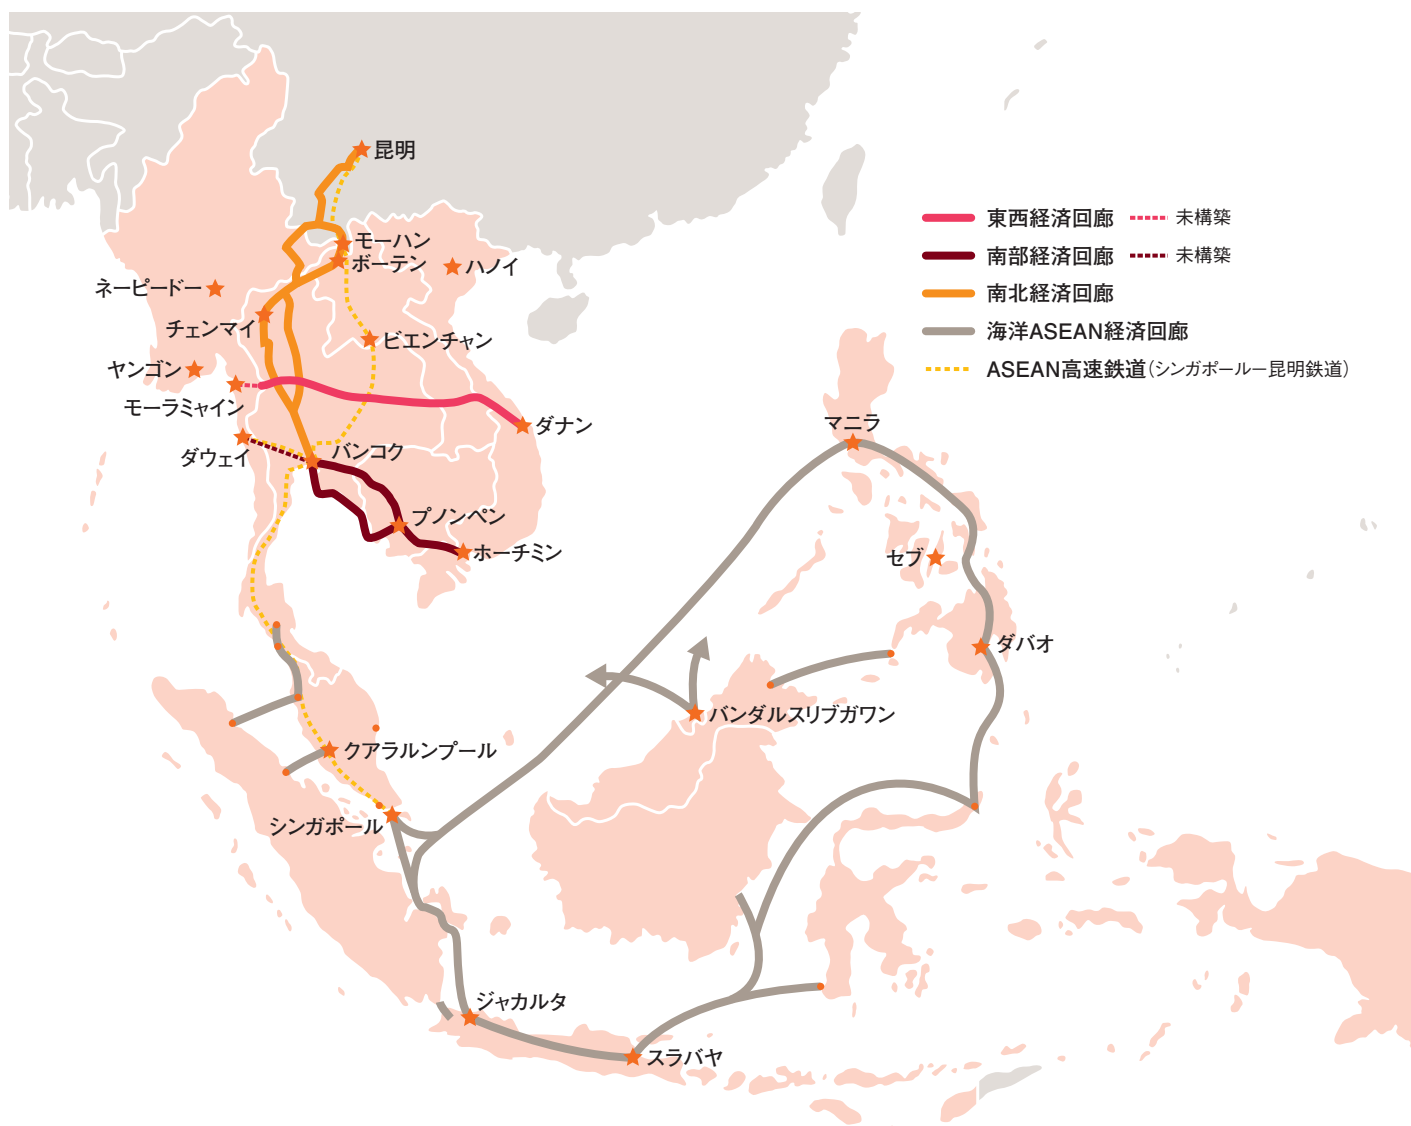 昆明
モーハン
ボーテン
ハノイ
ネーピードー
チェンマイ
ビエンチャン
ヤンゴン
モーラミャイン
ダナン
ダウェイ
バンコク
プノンペン
ホーチミン
東西経済回廊 未構築
南部経済回廊 未構築
南北経済回廊
海洋ASEAN経済回廊
ASEAN高速鉄道(シンガポールー昆明鉄道)
マニラ
セブ
ダバオ
バンダルスリブガワン
クアラルンプール
シンガポール
ジャカルタ
スラバヤ